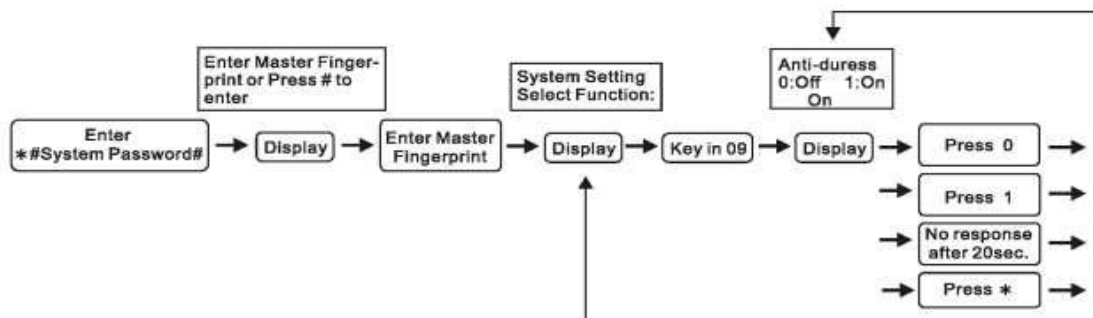 Enter Master Finger-
print or Press # to
enter
System Setting
Select Function:
Anti-duress
0:Off 1:On
On
Enter
*#System Password#
Display
Enter Master
Fingerprint
Display
Key in 09
Display
Press 0
Press 1
No response
after 20sec.
Press *